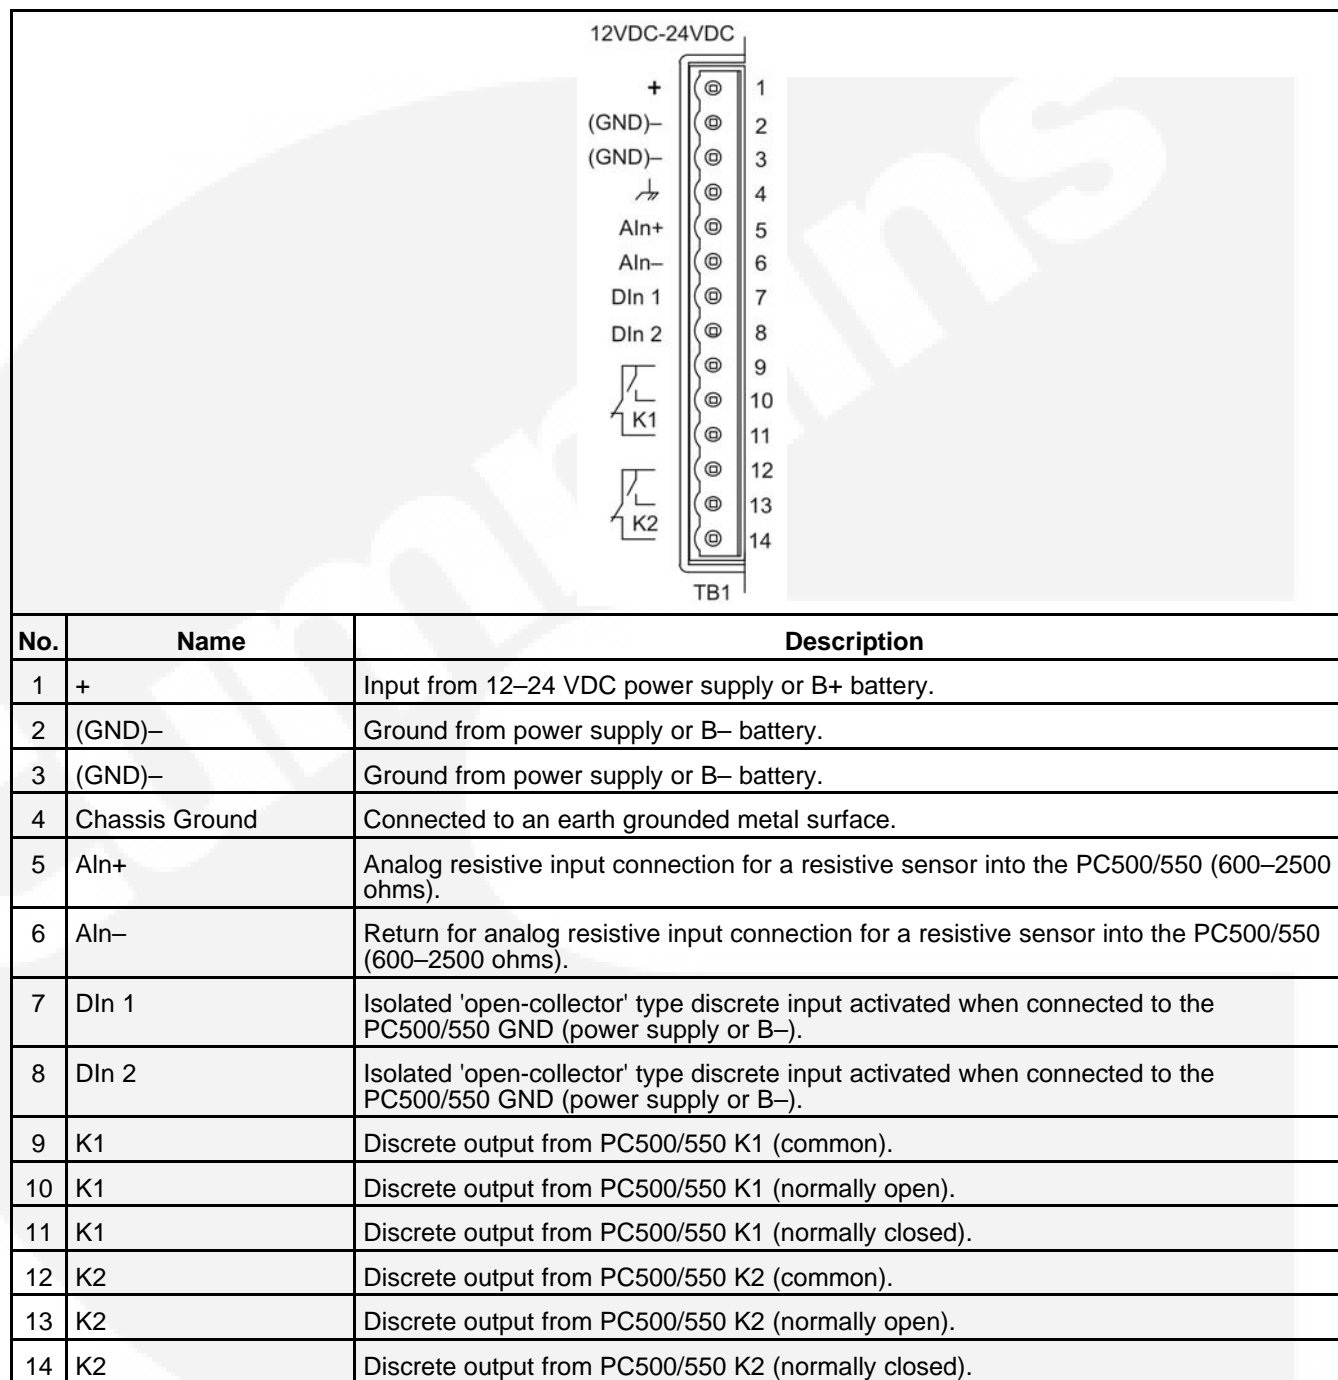 12VDC-24VDC
+ 1
(GND)– 2
(GND)– 3
4
AIn+ 5
AIn– 6
DIn 1 7
DIn 2 8
9
10
K1
11
12
13
K2
14
TB1
No. Name Description
1 + Input from 12–24 VDC power supply or B+ battery.
2 (GND)– Ground from power supply or B– battery.
3 (GND)– Ground from power supply or B– battery.
4 Chassis Ground Connected to an earth grounded metal surface.
5 AIn+ Analog resistive input connection for a resistive sensor into the PC500/550 (600–2500
ohms).
6 AIn– Return for analog resistive input connection for a resistive sensor into the PC500/550
(600–2500 ohms).
7 DIn 1 Isolated 'open-collector' type discrete input activated when connected to the
PC500/550 GND (power supply or B–).
8 DIn 2 Isolated 'open-collector' type discrete input activated when connected to the
PC500/550 GND (power supply or B–).
9 K1 Discrete output from PC500/550 K1 (common).
10 K1 Discrete output from PC500/550 K1 (normally open).
11 K1 Discrete output from PC500/550 K1 (normally closed).
12 K2 Discrete output from PC500/550 K2 (common).
13 K2 Discrete output from PC500/550 K2 (normally open).
14 K2 Discrete output from PC500/550 K2 (normally closed).